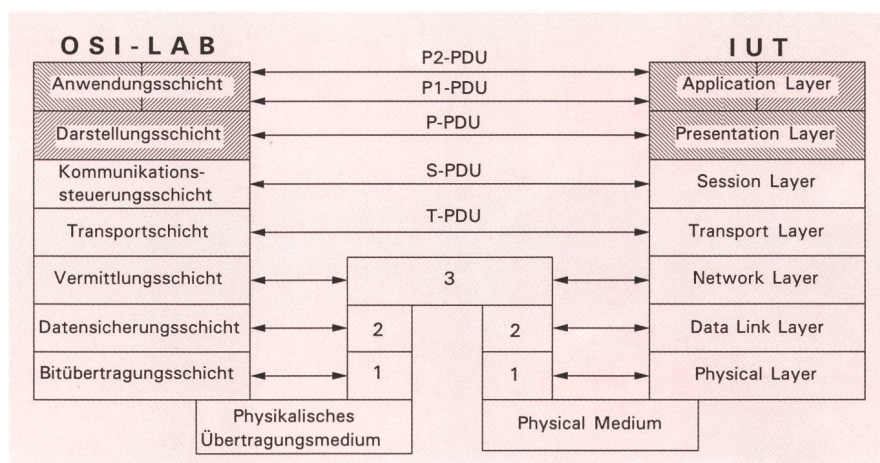 OSI-LAB
IUT
P2-PDU
Anwendungsschicht
P1-PDU
Application Layer
Darstellungsschicht
P-PDU
Presentation Layer
Kommunikations-
steuerungsschicht
S-PDU
Session Layer
Transportschicht
T-PDU
Transport Layer
Vermittlungsschicht
3
Network Layer
Datensicherungsschicht
2
2
Data Link Layer
Bitübertragungsschicht
1
1
Physical Layer
Physikalisches
Übertragungsmedium
Physical Medium